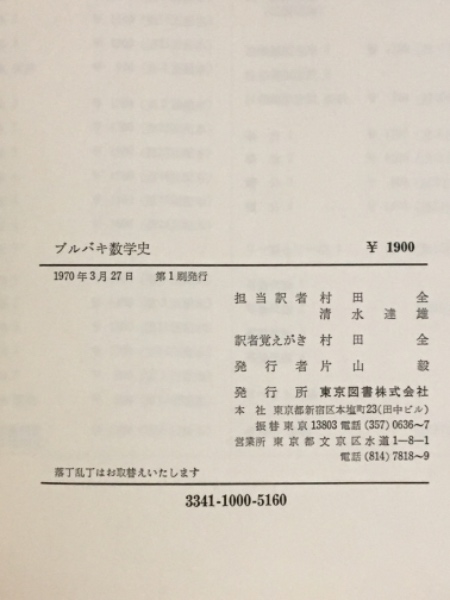 ブルバキ数学史 ¥ 1900
1970年3月27日 第1刷発行
担当訳者 村田 全
清水達雄
訳者覚えがき 村田 全
発行者 片山 毅
発行所 東京図書株式会社
本社 東京都新宿区本塩町23(田中ビル)
振替東京13803電話(357)0636~7
営業所 東京都文京区水道1―8―1
電話(814)7818~9
落丁乱丁はお取替えいたします
3341-1000-5160